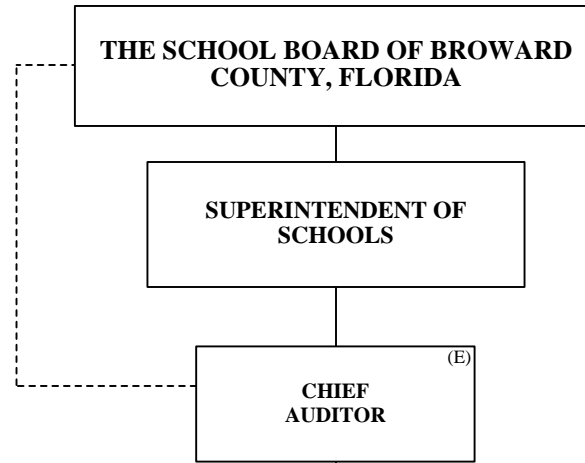 THE SCHOOL BOARD OF BROWARD
COUNTY, FLORIDA
SUPERINTENDENT OF
SCHOOLS
(E)
CHIEF
AUDITOR